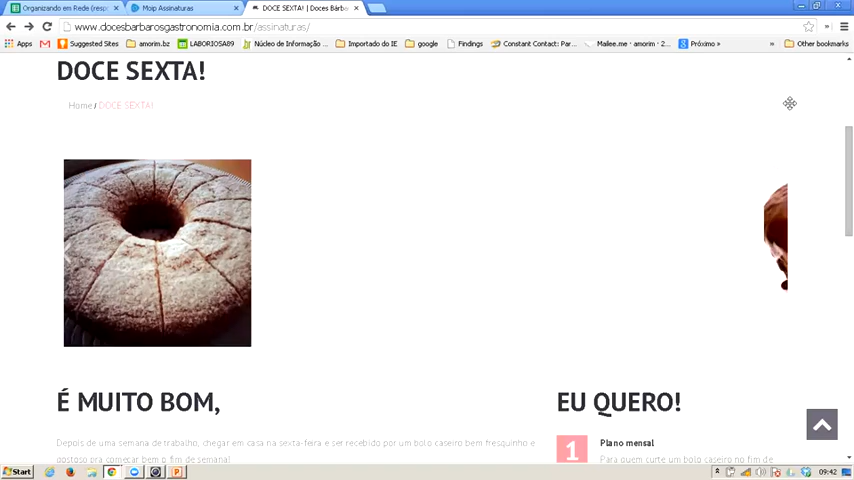 Organizando em Rede (resp
Moip Assinaturas
DOCE SEXTA! | Doces Bárba
www.docesbarbarosgastronomia.com.br/assinaturas/
Apps
Suggested Sites
amorim.bz
LABORIOSA89
Núcleo de Informação ...
Importado do IE
google
Findings
Constant Contact: Par...
Mailee.me - amorim ...
Próximo »
»
Other bookmarks
DOCE SEXTA!
Home / DOCE SEXTA!
É MUITO BOM,
EU QUERO!
Depois de uma semana de trabalho, chegar em casa na sexta-feira e ser recebido por um bolo caseiro bem fresquinho e
gostoso pra começar bem o fim de semana!
1
Plano mensal
Para quem curte um bolo caseiro no fim de
Start
09:42